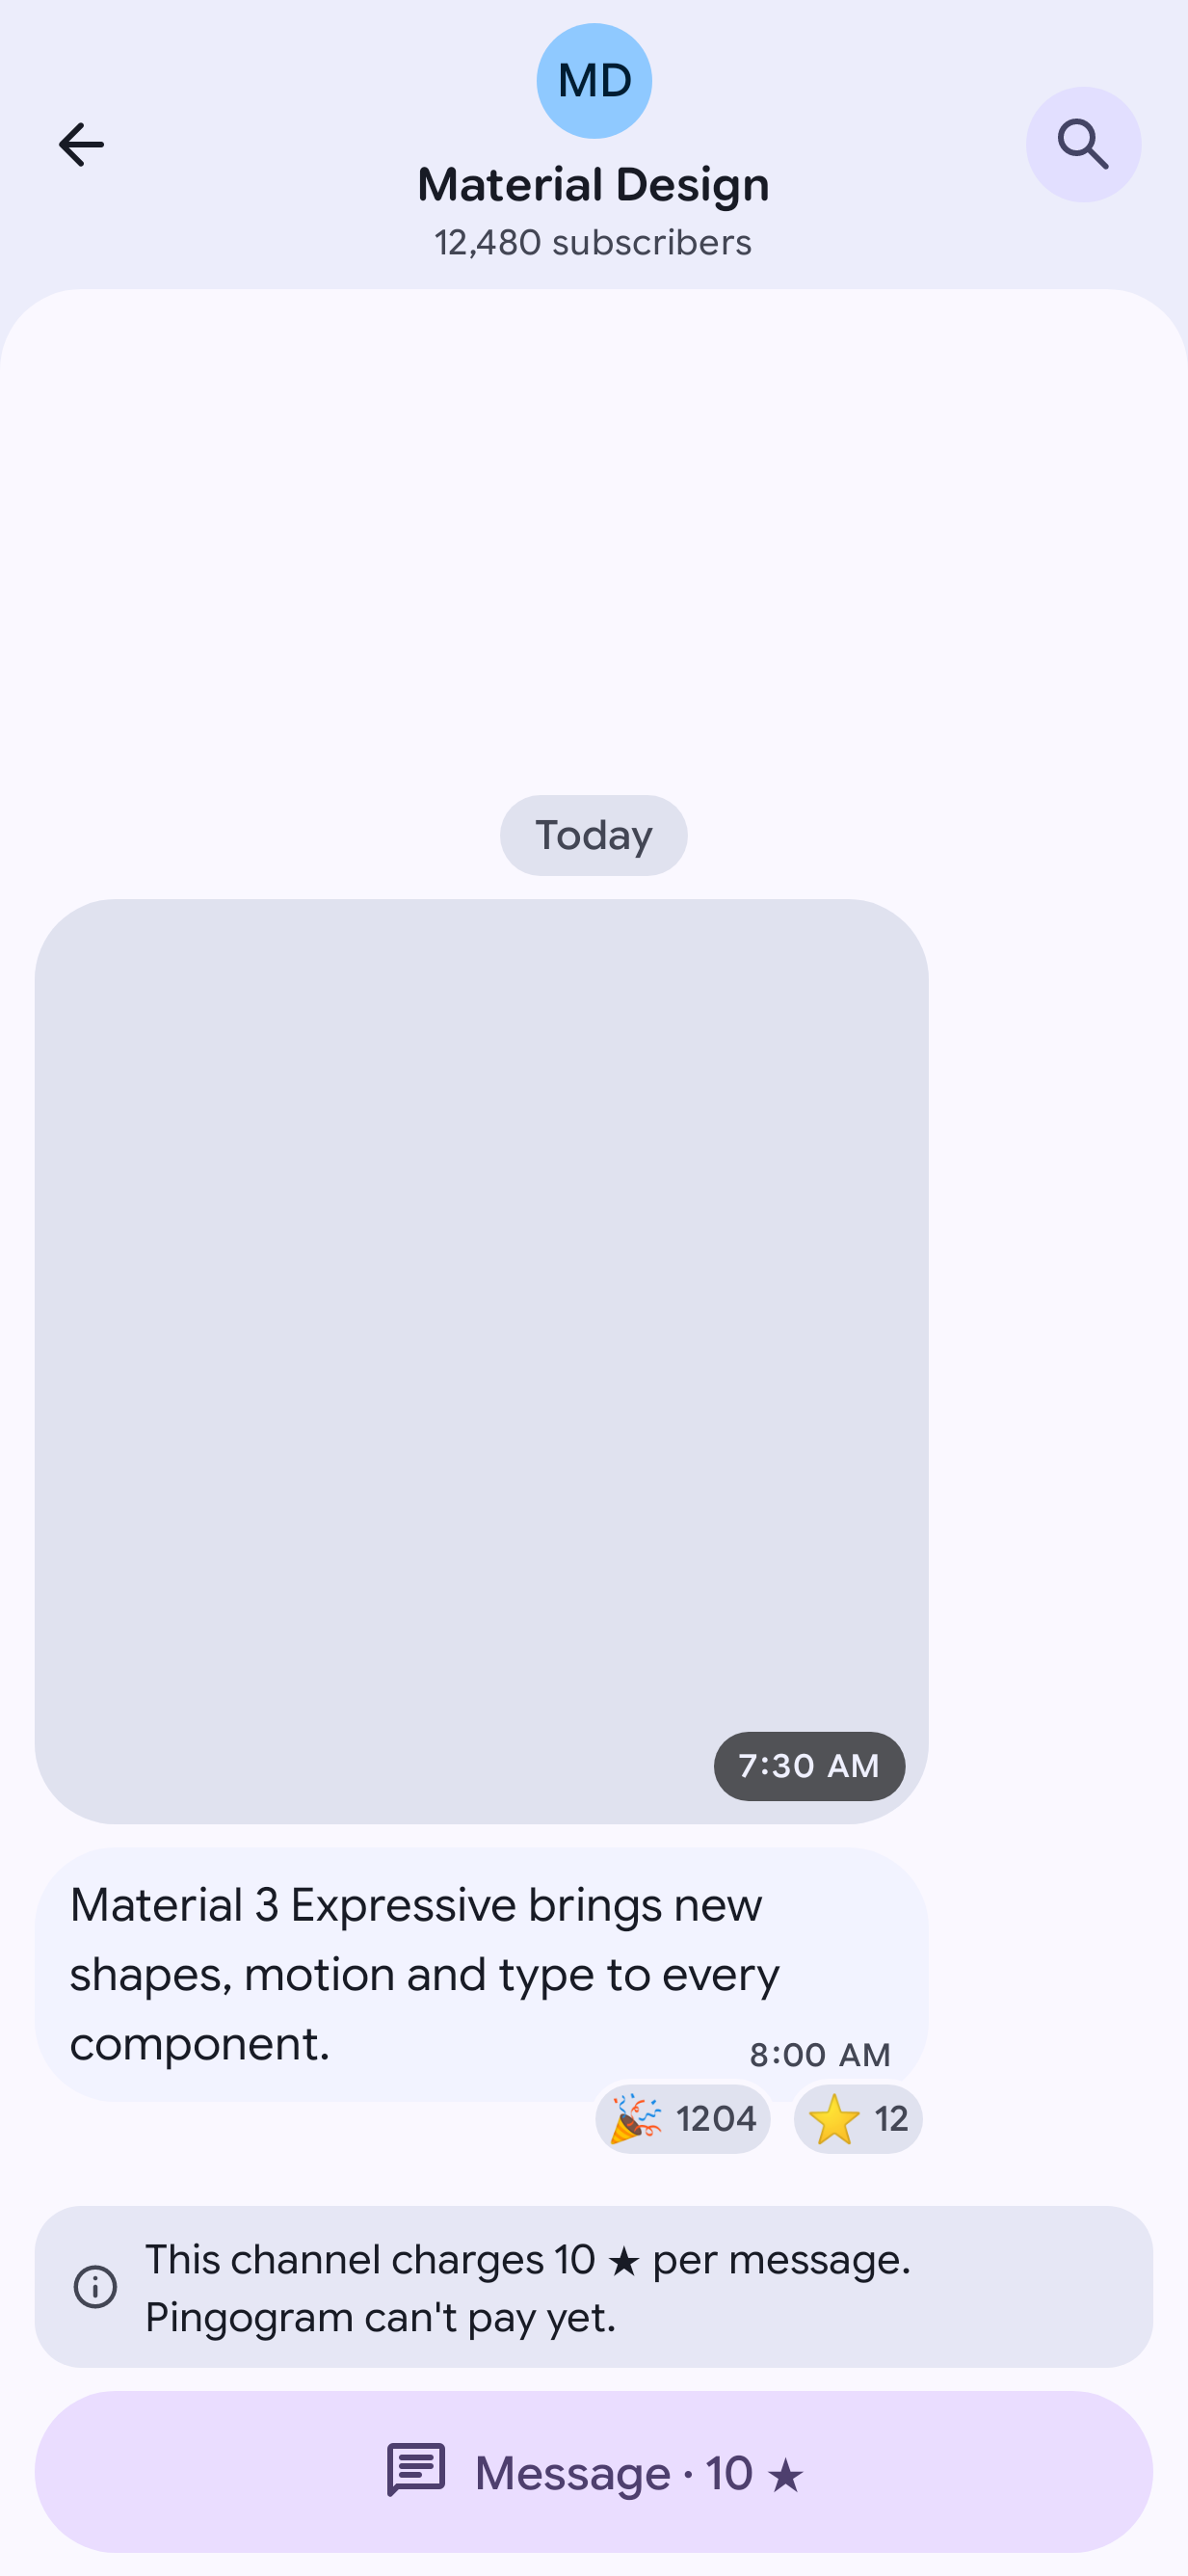 MD
Material Design
12,480 subscribers
Today
7:30 AM
Material 3 Expressive brings new
shapes, motion and type to every
component.
8:00 AM
🎉 1204 ⭐ 12
This channel charges 10 ★ per message.
Pingogram can't pay yet.
Message · 10 ★